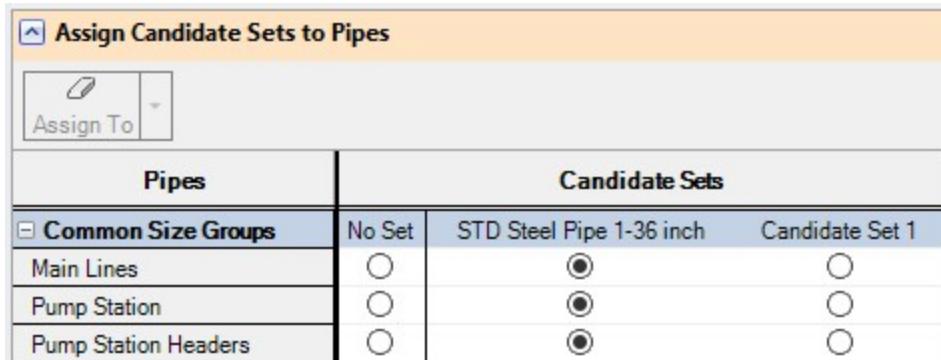 Assign Candidate Sets to Pipes
Assign To
Pipes Candidate Sets
Common Size Groups No Set STD Steel Pipe 1-36 inch Candidate Set 1
Main Lines
Pump Station
Pump Station Headers